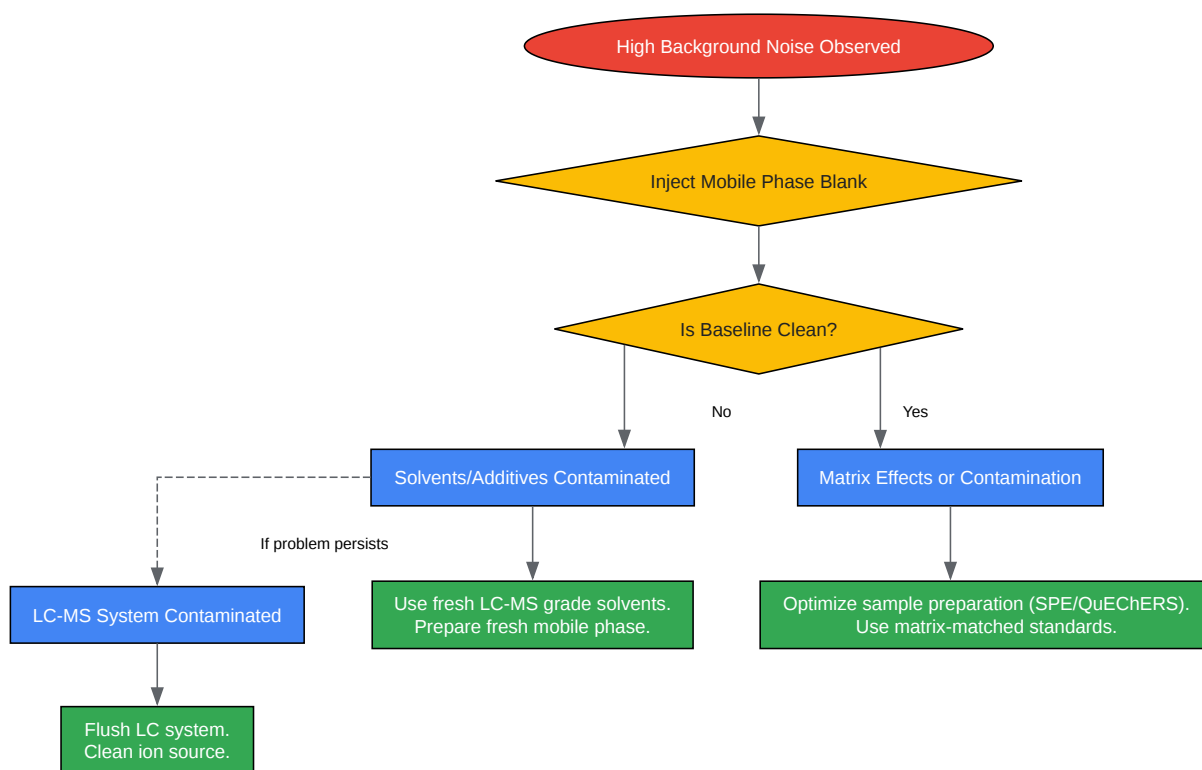 High Background Noise Observed
Inject Mobile Phase Blank
Is Baseline Clean?
No
Yes
Solvents/Additives Contaminated
Matrix Effects or Contamination
If problem persists
LC-MS System Contaminated
Use fresh LC-MS grade solvents.
Prepare fresh mobile phase.
Optimize sample preparation (SPE/QuEChERS).
Use matrix-matched standards.
Flush LC system.
Clean ion source.